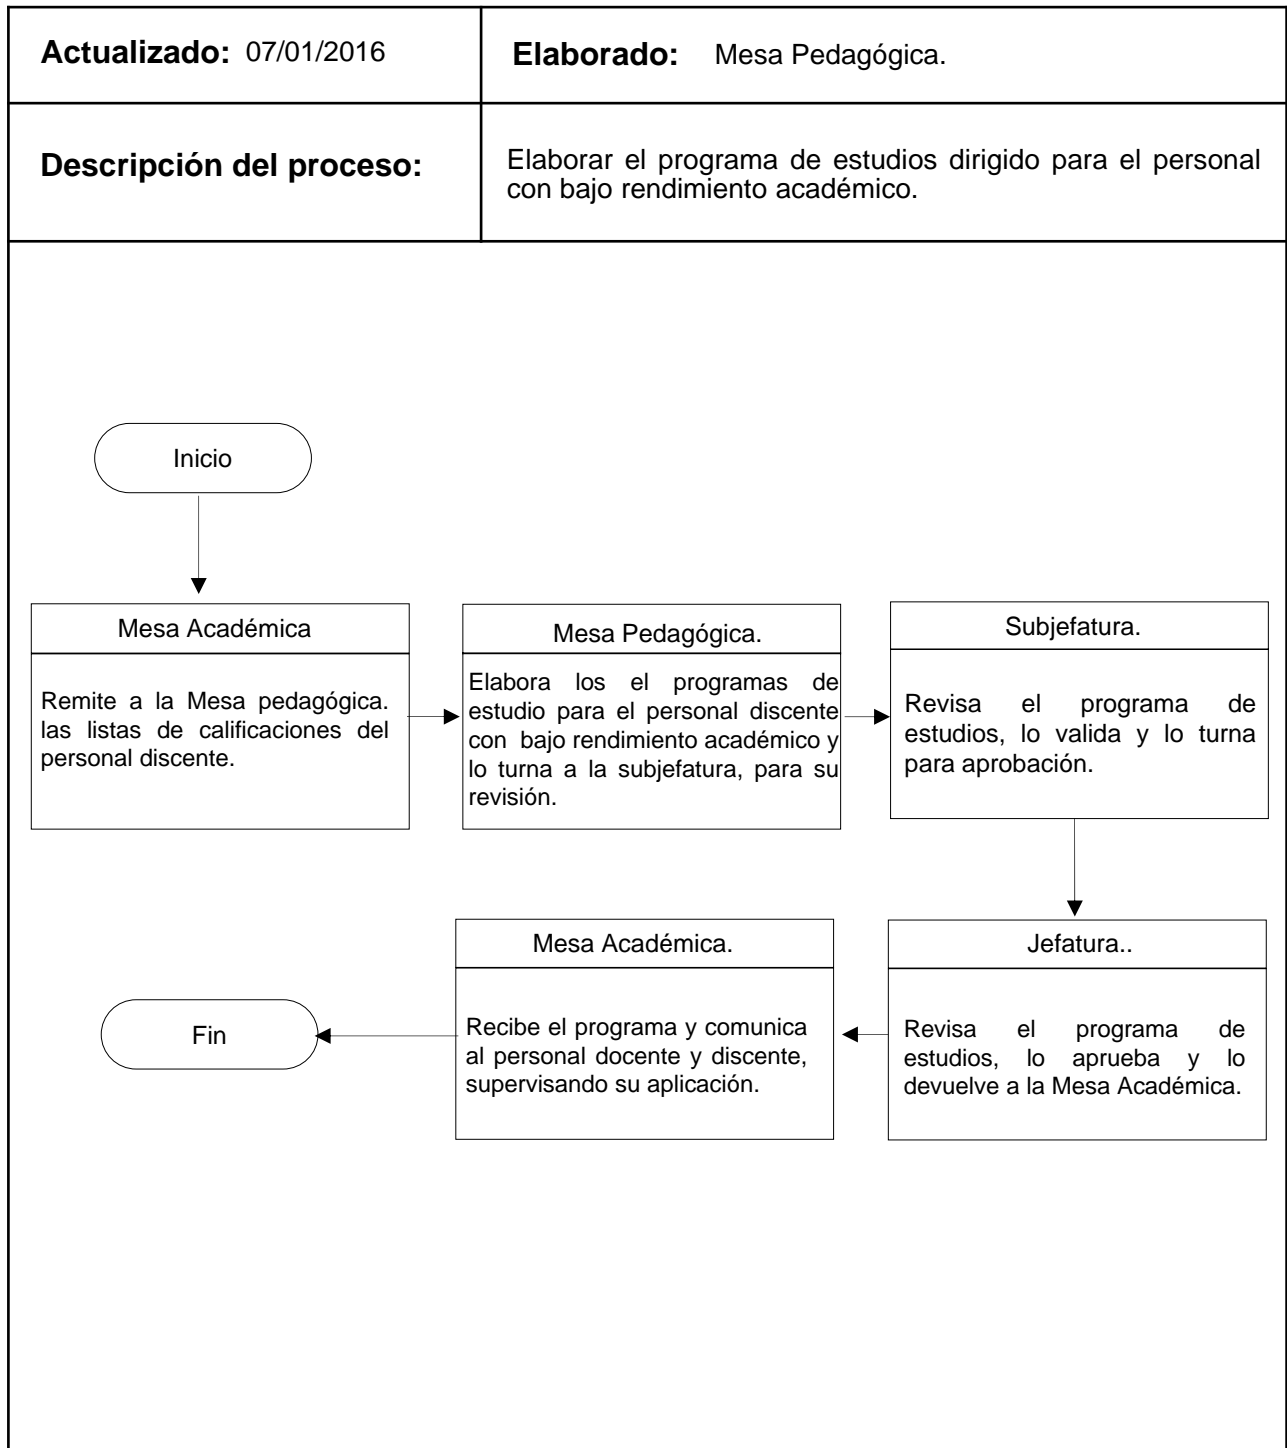 Actualizado: 07/01/2016
Elaborado: Mesa Pedagógica.
Descripción del proceso:
Elaborar el programa de estudios dirigido para el personal
con bajo rendimiento académico.
Inicio
Mesa Académica
Remite a la Mesa pedagógica.
las listas de calificaciones del
personal discente.
Mesa Pedagógica.
Elabora los el programas de
estudio para el personal discente
con bajo rendimiento académico y
lo turna a la subjefatura, para su
revisión.
Subjefatura.
Revisa el programa de
estudios, lo valida y lo turna
para aprobación.
Jefatura..
Revisa el programa de
estudios, lo aprueba y lo
devuelve a la Mesa Académica.
Mesa Académica.
Recibe el programa y comunica
al personal docente y discente,
supervisando su aplicación.
Fin